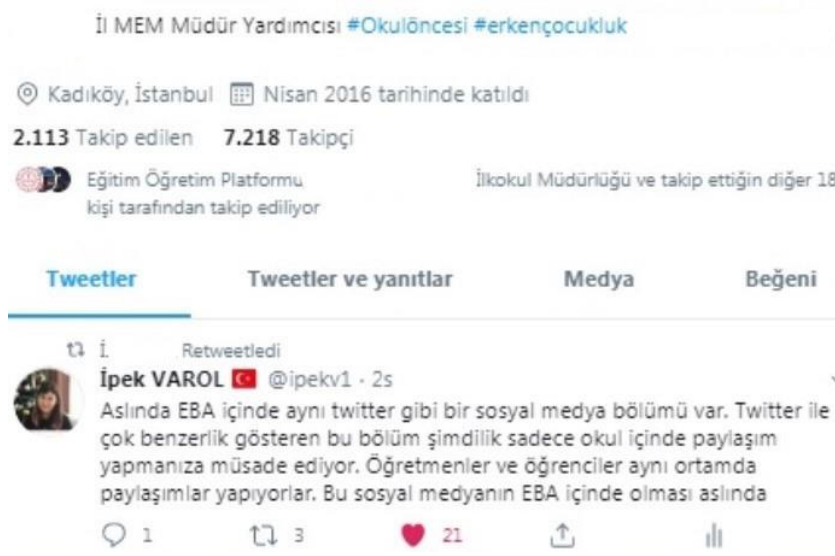 İl MEM Müdür Yardımcısı #Okulöncesi #erkençocukluk
Kadıköy, İstanbul Nisan 2016 tarihinde katıldı
2.113 Takip edilen 7.218 Takipçi
Eğitim Öğretim Platformu İlkokul Müdürlüğü ve takip ettiğin diğer 18
kişi tarafından takip ediliyor
Tweetler Tweetler ve yanıtlar Medya Beğeni
İ. Retweetledi
İpek VAROL @ipekv1 · 2s
Aslında EBA içinde aynı twitter gibi bir sosyal medya bölümü var. Twitter ile
çok benzerlik gösteren bu bölüm şimdilik sadece okul içinde paylaşım
yapmanıza müsade ediyor. Öğretmenler ve öğrenciler aynı ortamda
paylaşımlar yapıyorlar. Bu sosyal medyanın EBA içinde olması aslında
1 3 21